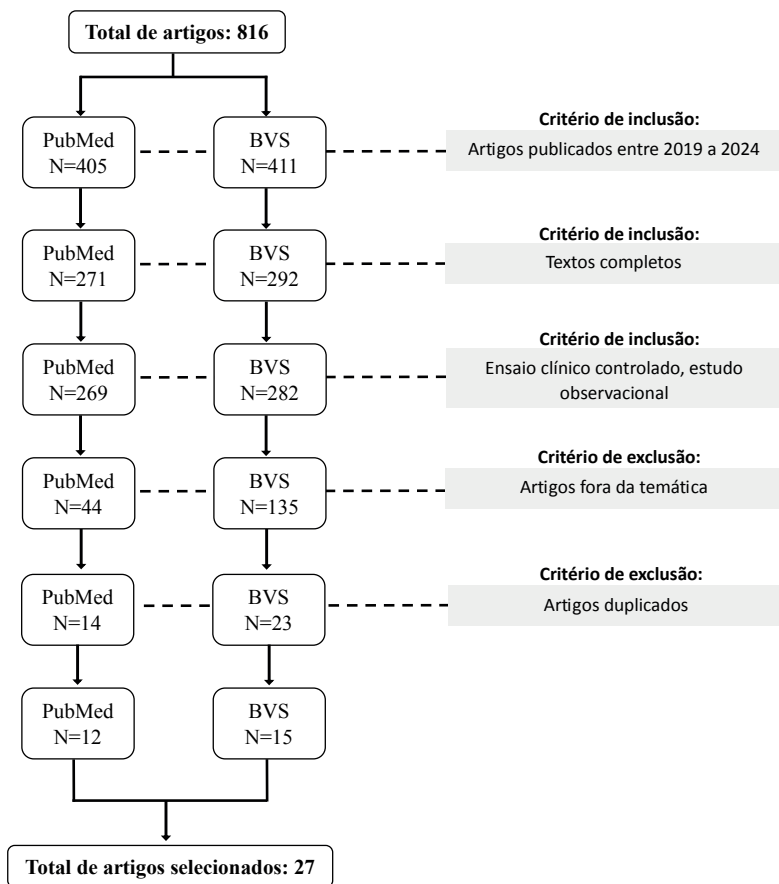 Total de artigos: 816
PubMed
N=405
BVS
N=411
Critério de inclusão:
Artigos publicados entre 2019 a 2024
PubMed
N=271
BVS
N=292
Critério de inclusão:
Textos completos
PubMed
N=269
BVS
N=282
Critério de inclusão:
Ensaio clínico controlado, estudo
observacional
PubMed
N=44
BVS
N=135
Critério de exclusão:
Artigos fora da temática
PubMed
N=14
BVS
N=23
Critério de exclusão:
Artigos duplicados
PubMed
N=12
BVS
N=15
Total de artigos selecionados: 27